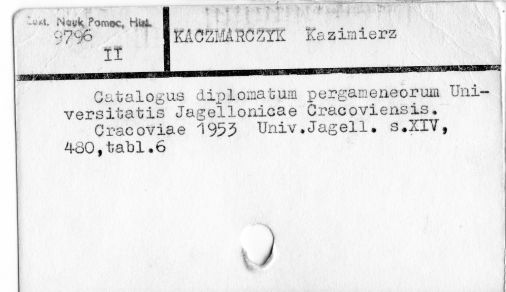 Nauk Pomoc, Hist.
9796
II
KACZMARCZYK Kazimierz
Catalogus diplomatum pergameneorum Uni-
versitatis Jagellonicae Cracoviensis.
Cracoviae 1953 Univ.Jagell. s.XIV,
480,tabl.6